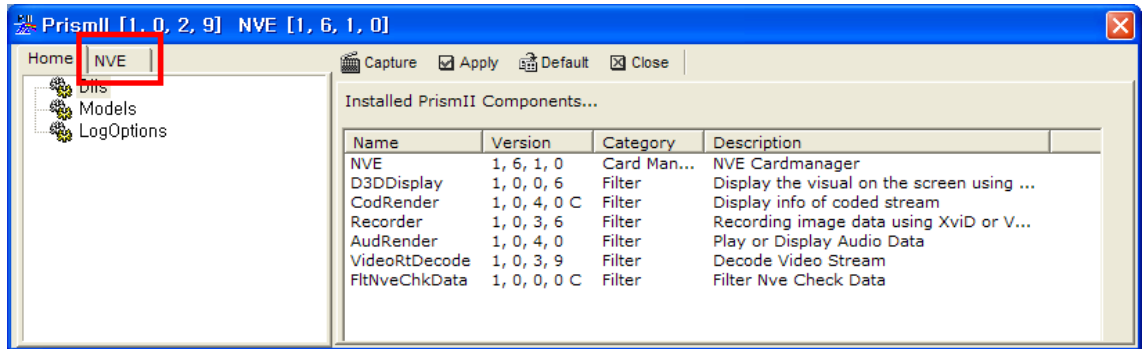 PrismII [1, 0, 2, 9] NVE [1, 6, 1, 0]
Home NVE
Capture Apply Default Close
Dlls
Models
LogOptions
Installed PrismII Components...
Name Version Category Description
NVE 1, 6, 1, 0 Card Man... NVE Cardmanager
D3DDisplay 1, 0, 0, 6 Filter Display the visual on the screen using ...
CodRender 1, 0, 4, 0 C Filter Display info of coded stream
Recorder 1, 0, 3, 6 Filter Recording image data using XviD or V...
AudRender 1, 0, 4, 0 Filter Play or Display Audio Data
VideoRtDecode 1, 0, 3, 9 Filter Decode Video Stream
FltNveChkData 1, 0, 0, 0 C Filter Filter Nve Check Data